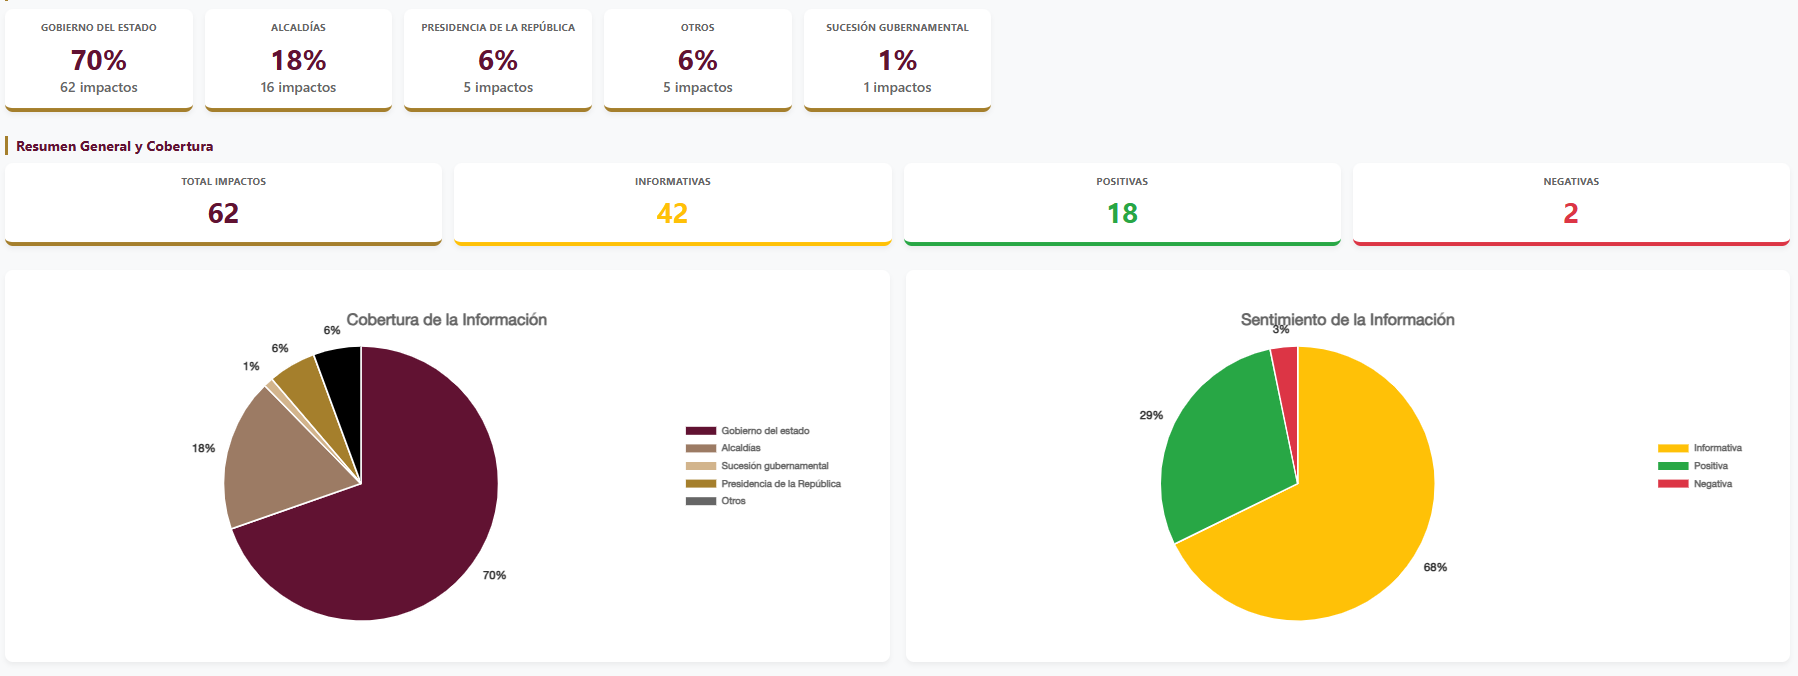 GOBIERNO DEL ESTADO
70%
62 impactos
ALCALDÍAS
18%
16 impactos
PRESIDENCIA DE LA REPÚBLICA
6%
5 impactos
OTROS
6%
5 impactos
SUCESIÓN GUBERNAMENTAL
1%
1 impactos
Resumen General y Cobertura
TOTAL IMPACTOS
62
INFORMATIVAS
42
POSITIVAS
18
NEGATIVAS
2
Cobertura de la Información
6%
6%
1%
18%
70%
Gobierno del estado
Alcaldías
Sucesión gubernamental
Presidencia de la República
Otros
Sentimiento de la Información
3%
29%
68%
Informativa
Positiva
Negativa